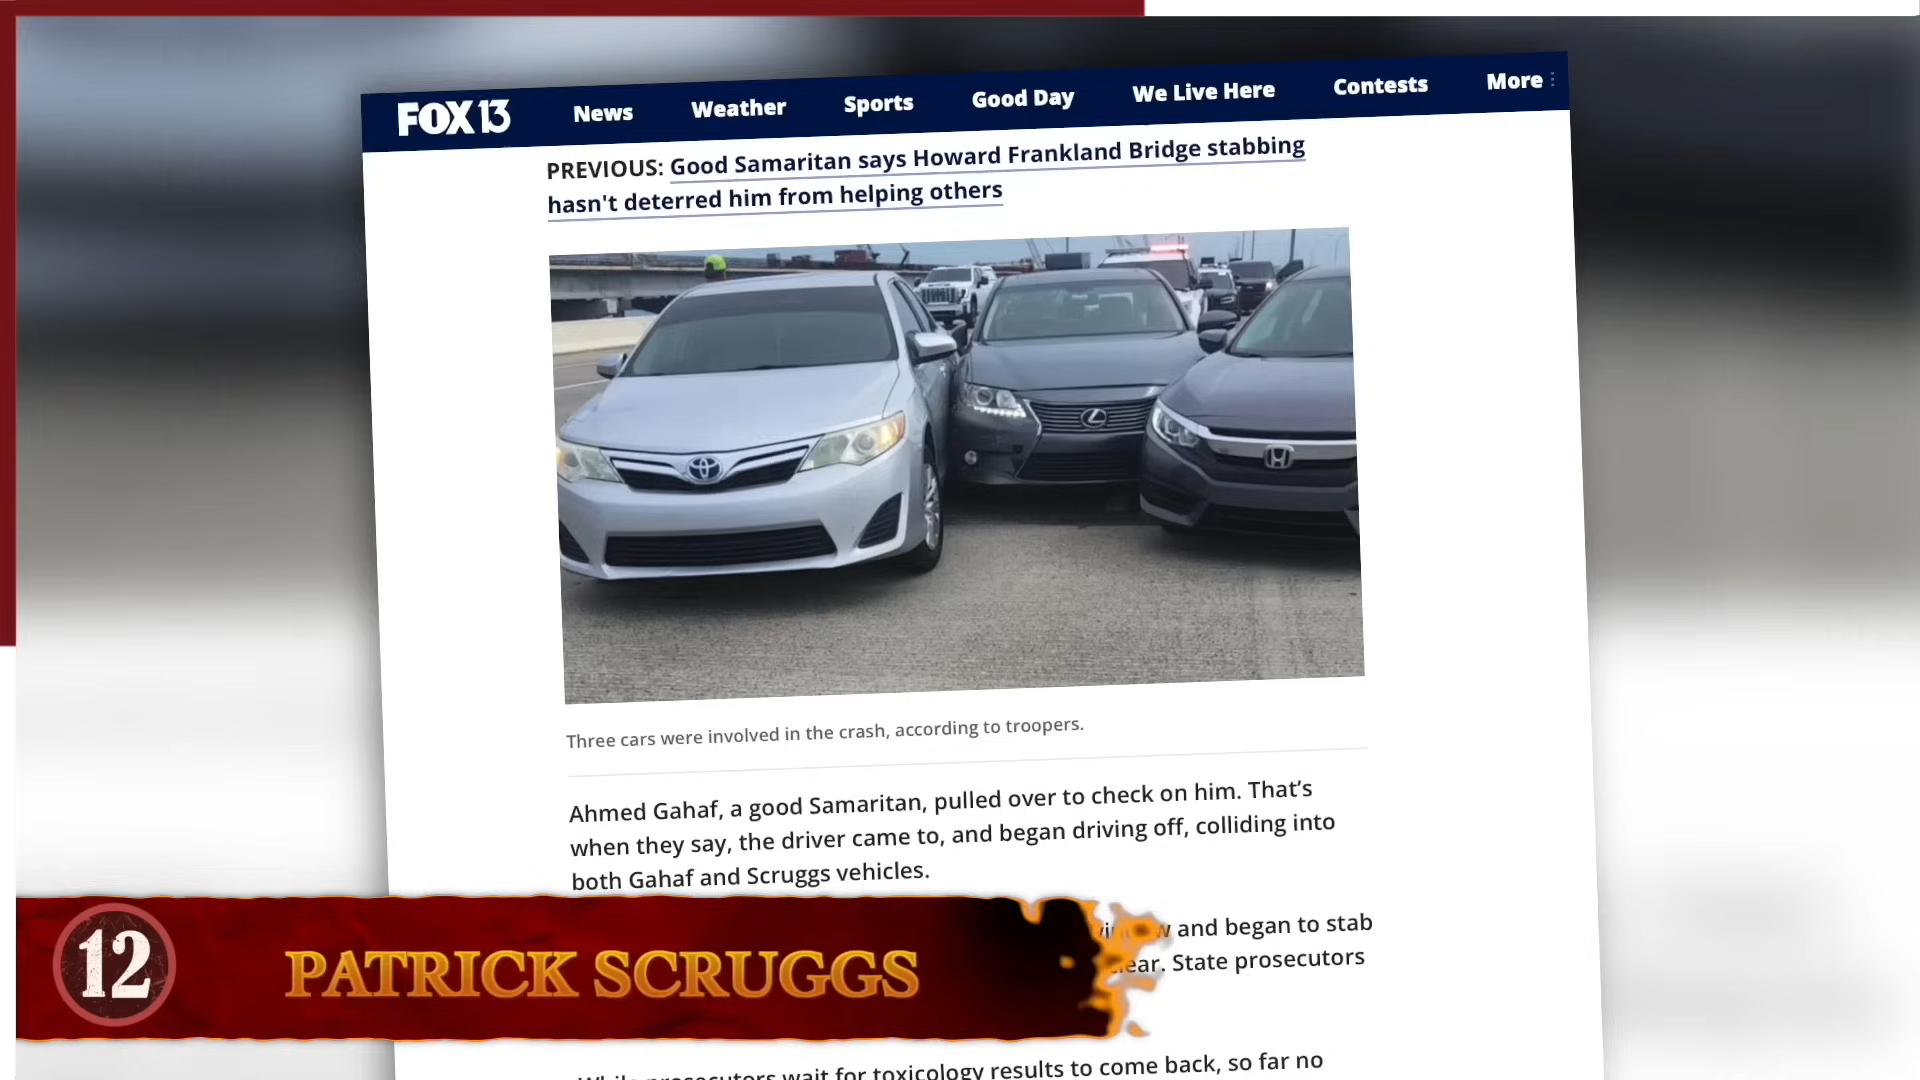 FOX 13 News Weather Sports Good Day We Live Here Contests More
PREVIOUS: Good Samaritan says Howard Frankland Bridge stabbing
hasn't deterred him from helping others
Three cars were involved in the crash, according to troopers.
Ahmed Gahaf, a good Samaritan, pulled over to check on him. That's
when they say, the driver came to, and began driving off, colliding into
both Gahaf and Scruggs vehicles.
and began to stab
State prosecutors
12 PATRICK SCRUGGS
prosecutors wait for toxicology results to come back, so far no